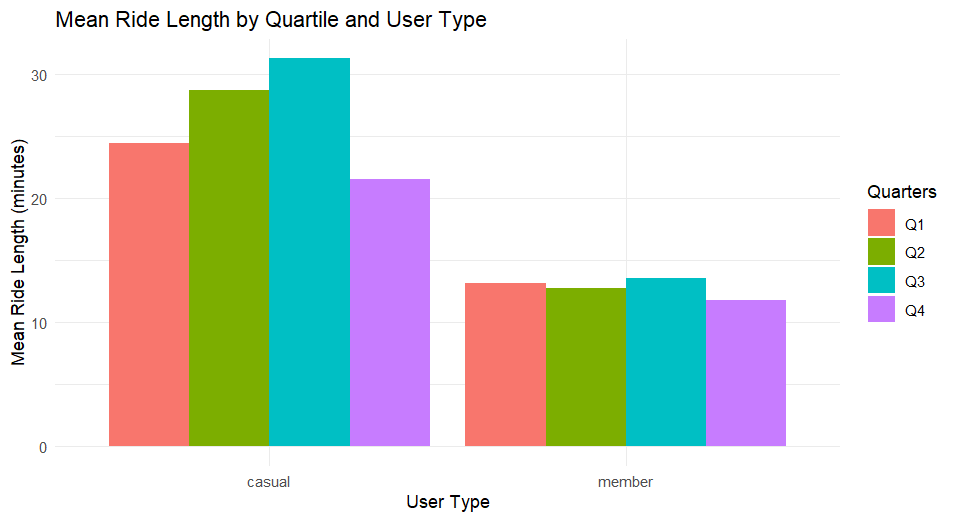 Mean Ride Length by Quartile and User Type
Mean Ride Length (minutes)
30
20
10
0
casual
member
User Type
Quarters
Q1
Q2
Q3
Q4